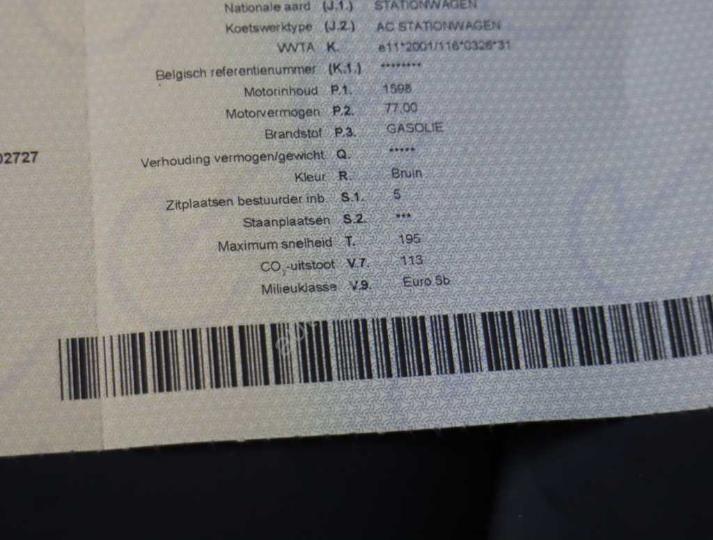 Nationale aard (J.1.) STATIONWAGEN
Koetswerktype (J.2.) AC STATIONWAGEN
WVTA K. e11*2001/116*0326*31
Belgisch referentienummer (K.1.) ********
Motorinhoud P.1. 1598
Motorvermogen P.2. 77.00
Brandstof P.3. GASOLIE
02727
Verhouding vermogen/gewicht Q. *****
Kleur R. Bruin
Zitplaatsen bestuurder inb S.1. 5
Staanplaatsen S.2. ***
Maximum snelheid T. 195
CO₂-uitstoot V.7. 113
Milieuklasse V.9. Euro 5b